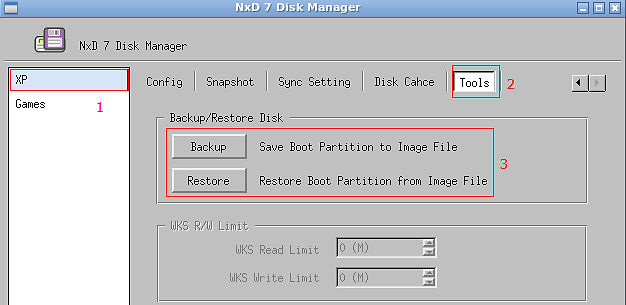 NxD 7 Disk Manager
NxD 7 Disk Manager
XP
Games
1
Config
Snapshot
Sync Setting
Disk Cahce
Tools
2
Backup/Restore Disk
Backup
Save Boot Partition to Image File
Restore
Restore Boot Partition from Image File
3
WKS R/W Limit
WKS Read Limit
0 (M)
WKS Write Limit
0 (M)